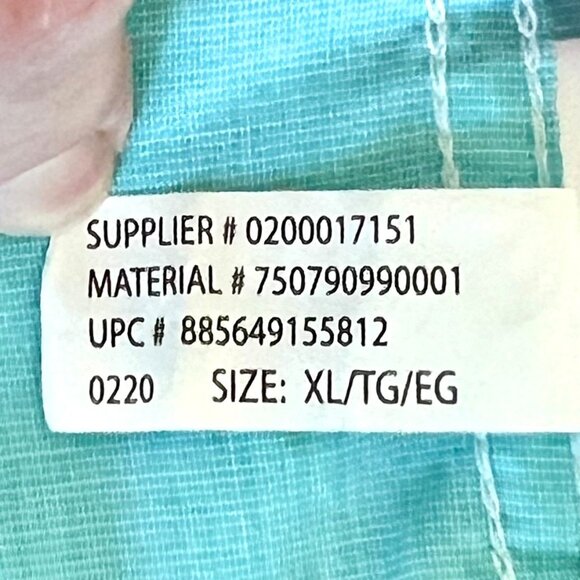 SUPPLIER # 0200017151
MATERIAL # 750790990001
UPC # 885649155812
0220 SIZE: XL/TG/EG